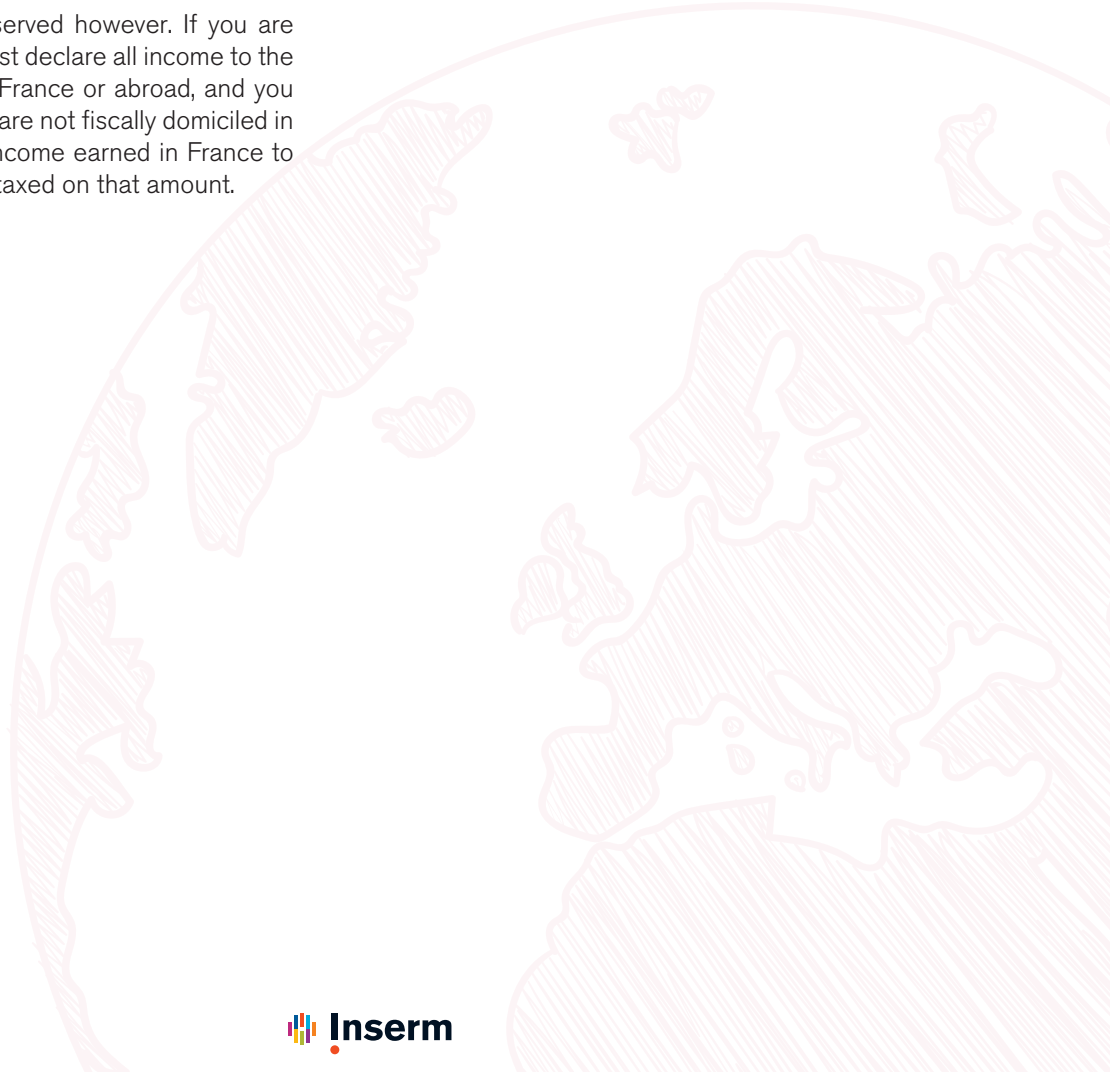 served however. If you are
st declare all income to the
France or abroad, and you
are not fiscally domiciled in
ncome earned in France to
taxed on that amount.
Inserm